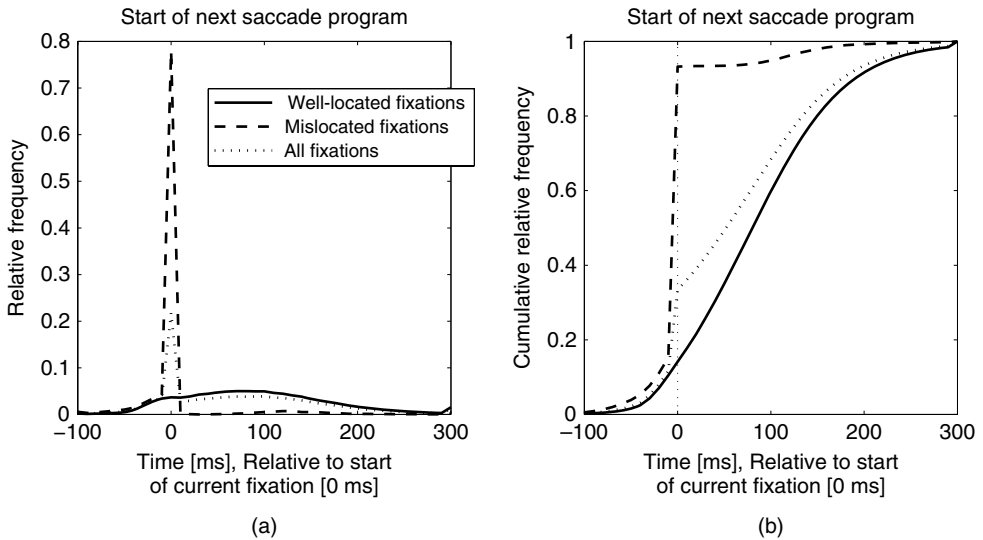 Start of next saccade program
Relative frequency
0.8
0.7
0.6
0.5
0.4
0.3
0.2
0.1
0
−100
0
100
200
300
Well-located fixations
Mislocated fixations
All fixations
Time [ms], Relative to start
of current fixation [0 ms]
(a)
Start of next saccade program
Cumulative relative frequency
1
0.8
0.6
0.4
0.2
0
−100
0
100
200
300
Time [ms], Relative to start
of current fixation [0 ms]
(b)